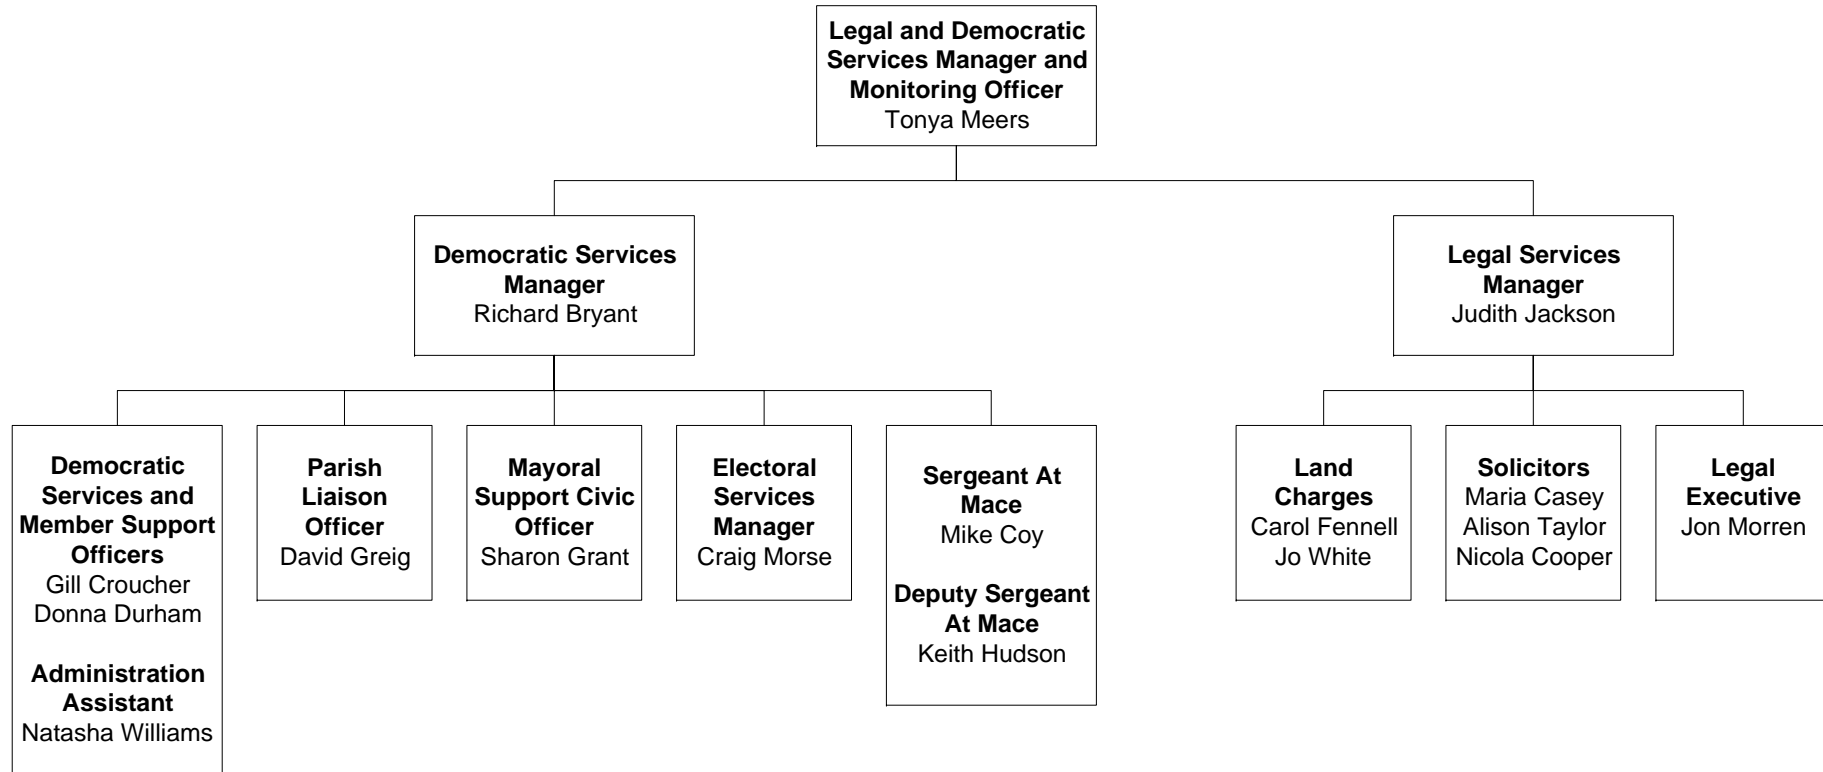 Legal and Democratic
Services Manager and
Monitoring Officer
Tonya Meers
Democratic Services
Manager
Richard Bryant
Legal Services
Manager
Judith Jackson
Democratic
Services and
Member Support
Officers
Gill Croucher
Donna Durham
Administration
Assistant
Natasha Williams
Parish
Liaison
Officer
David Greig
Mayoral
Support Civic
Officer
Sharon Grant
Electoral
Services
Manager
Craig Morse
Sergeant At
Mace
Mike Coy
Deputy Sergeant
At Mace
Keith Hudson
Land
Charges
Carol Fennell
Jo White
Solicitors
Maria Casey
Alison Taylor
Nicola Cooper
Legal
Executive
Jon Morren